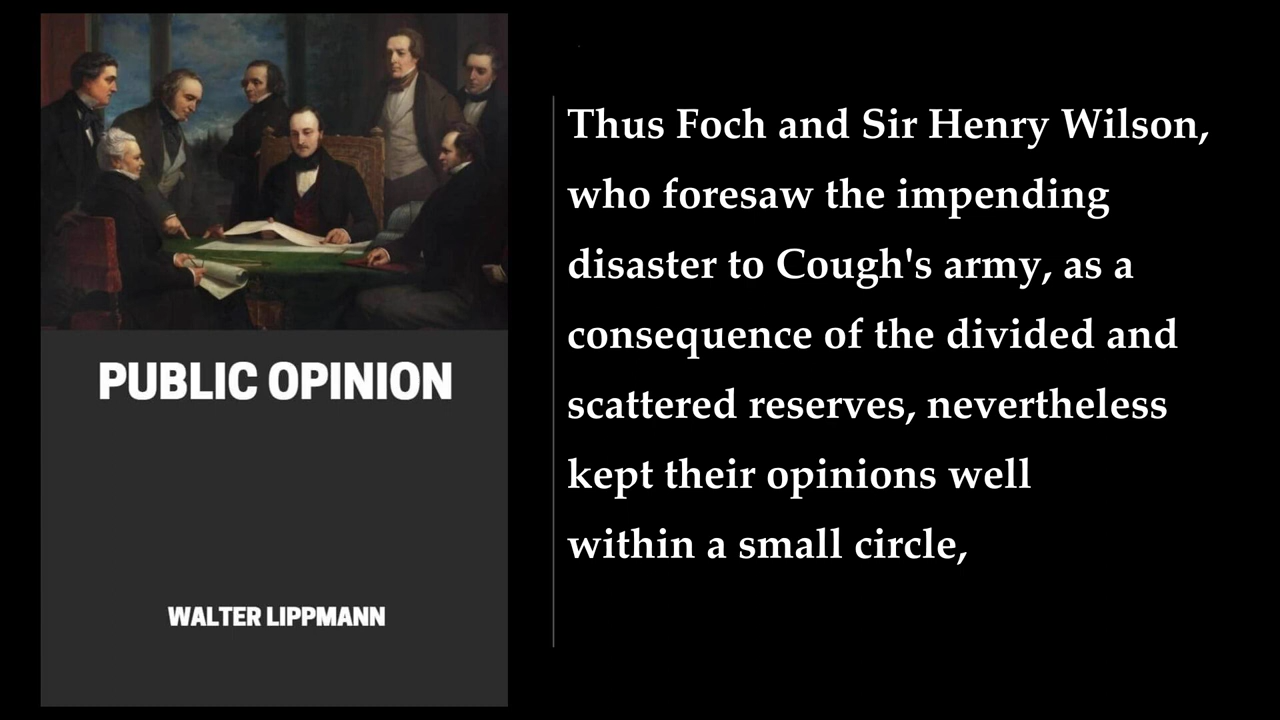 PUBLIC OPINION
WALTER LIPPMANN
Thus Foch and Sir Henry Wilson,
who foresaw the impending
disaster to Cough's army, as a
consequence of the divided and
scattered reserves, nevertheless
kept their opinions well
within a small circle,